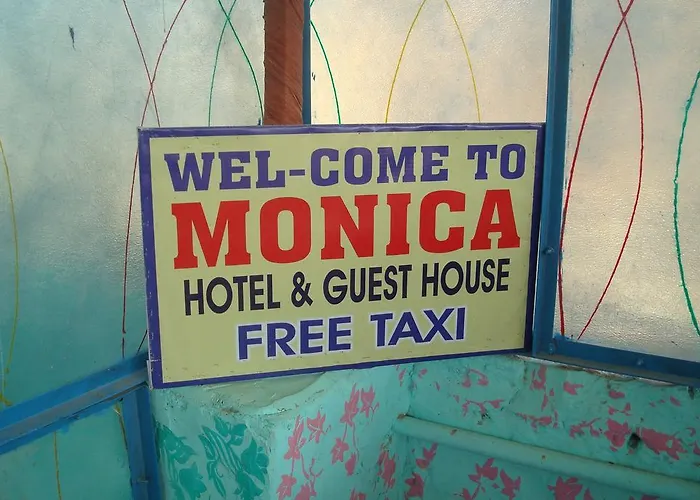 WEL-COME TO
MONICA
HOTEL & GUEST HOUSE
FREE TAXI